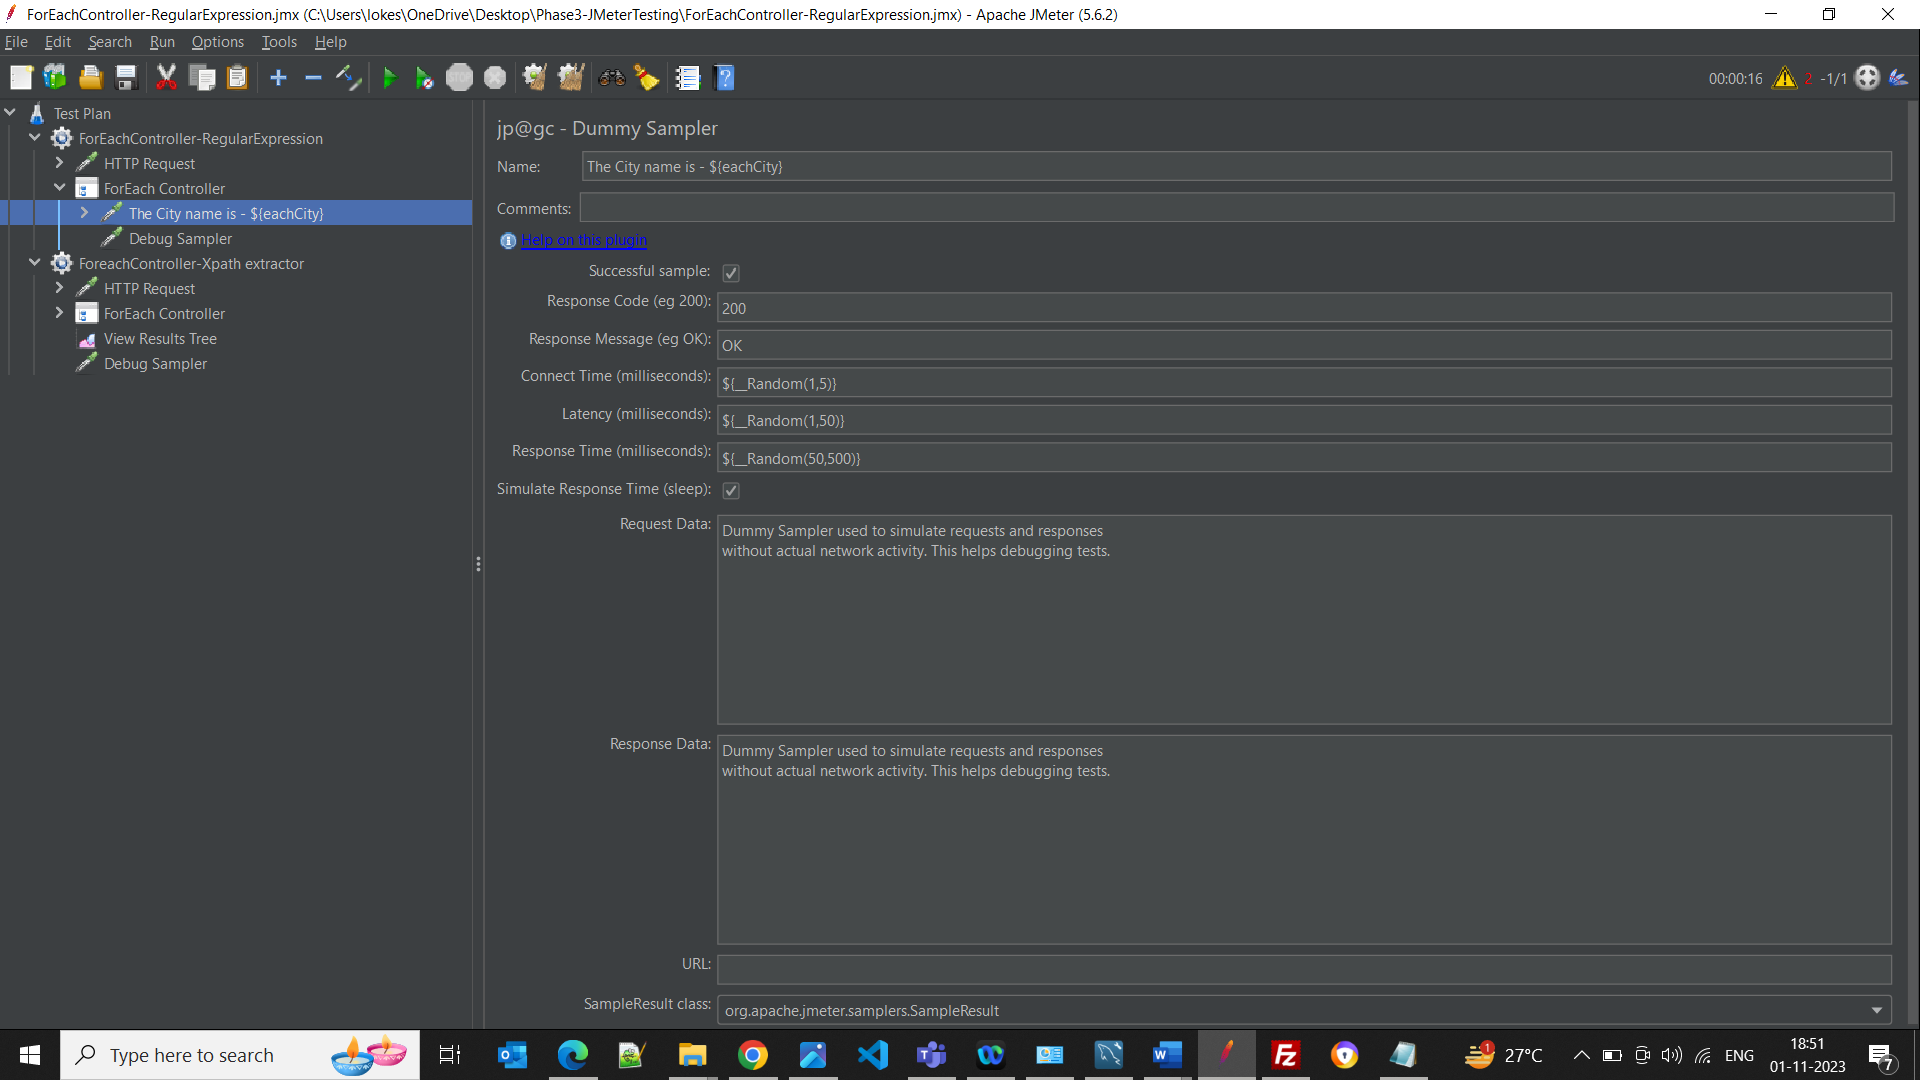 ForEachController-RegularExpression.jmx (C:\Users\lokes\OneDrive\Desktop\Phase3-JMeterTesting\ForEachController-RegularExpression.jmx) - Apache JMeter (5.6.2)
File Edit Search Run Options Tools Help
STOP
00:00:16 2 -1/1
Test Plan
ForEachController-RegularExpression
HTTP Request
ForEach Controller
The City name is - ${eachCity}
Debug Sampler
ForeachController-Xpath extractor
HTTP Request
ForEach Controller
View Results Tree
Debug Sampler
jp@gc - Dummy Sampler
Name: The City name is - ${eachCity}
Comments:
Help on this plugin
Successful sample:
Response Code (eg 200): 200
Response Message (eg OK): OK
Connect Time (milliseconds): ${__Random(1,5)}
Latency (milliseconds): ${__Random(1,50)}
Response Time (milliseconds): ${__Random(50,500)}
Simulate Response Time (sleep):
Request Data: Dummy Sampler used to simulate requests and responses
without actual network activity. This helps debugging tests.
Response Data: Dummy Sampler used to simulate requests and responses
without actual network activity. This helps debugging tests.
URL:
SampleResult class: org.apache.jmeter.samplers.SampleResult
Type here to search
1 27°C
ENG
18:51
01-11-2023
7